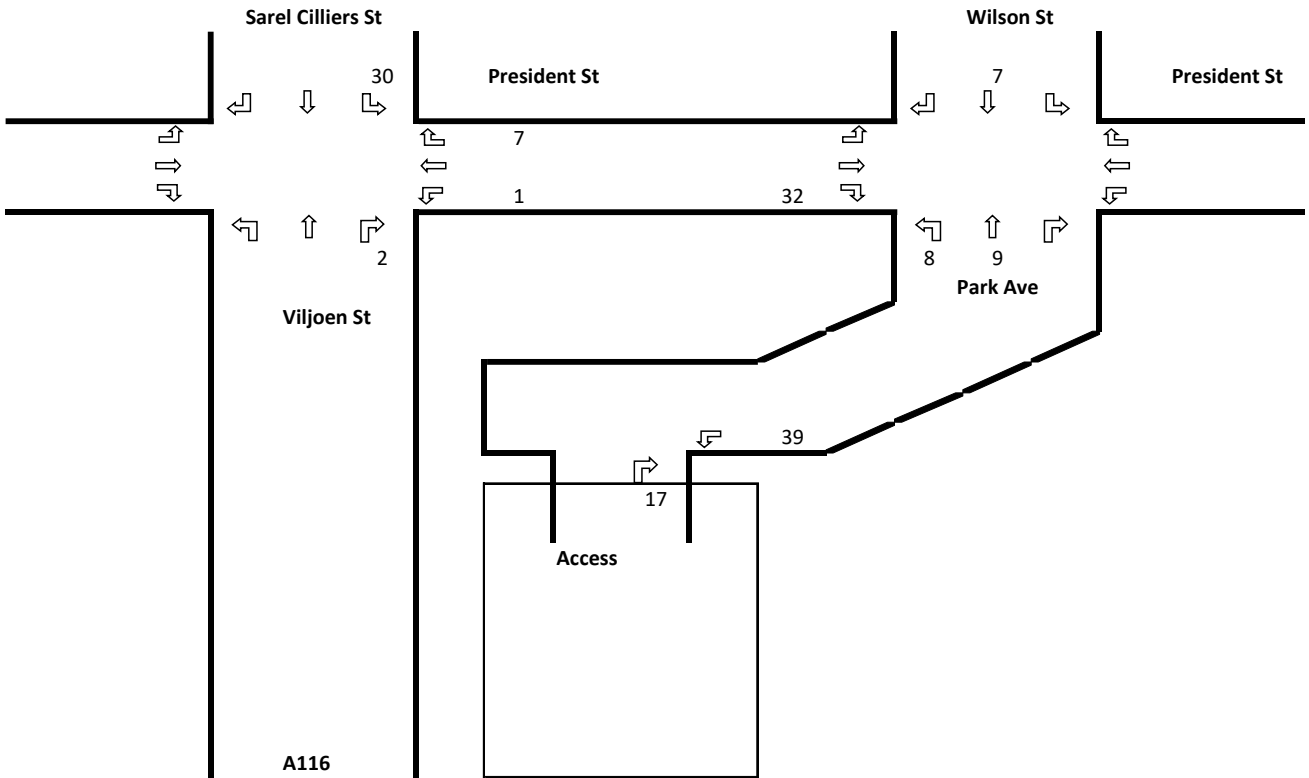 Sarel Cilliers St
Wilson St
30
President St
7
President St
7
1
32
2
8
9
Park Ave
Viljoen St
39
17
Access
A116